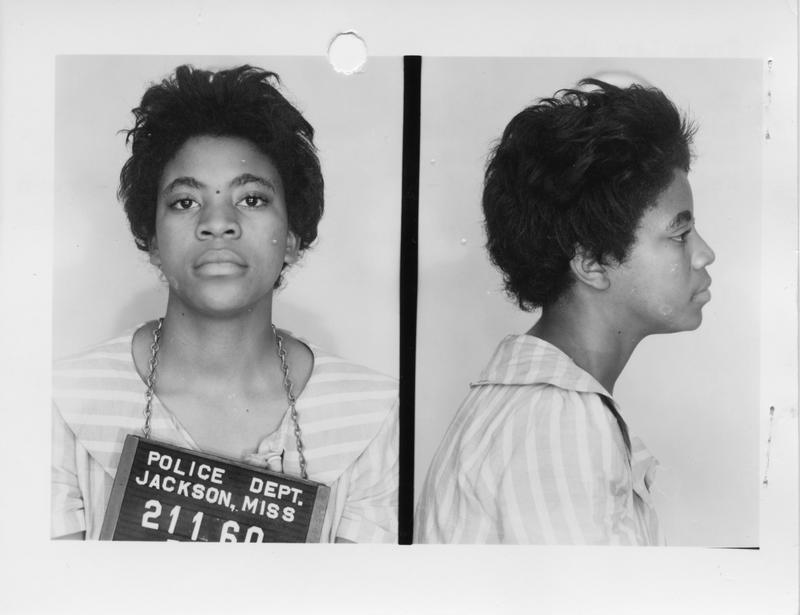 POLICE DEPT.
JACKSON, MISS
211 60